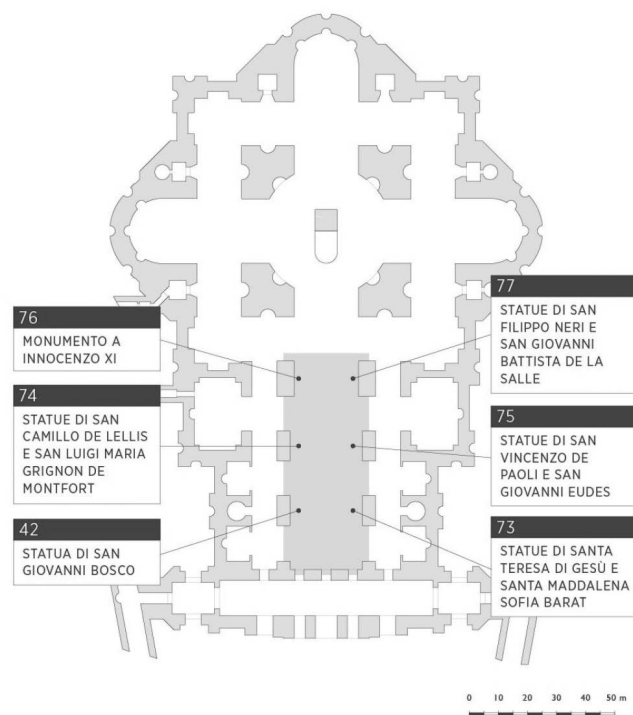 76
MONUMENTO A
INNOCENZO XI
74
STATUE DI SAN
CAMILLO DE LELLIS
E SAN LUIGI MARIA
GRIGNON DE
MONTFORT
42
STATUA DI SAN
GIOVANNI BOSCO
77
STATUE DI SAN
FILIPPO NERI E
SAN GIOVANNI
BATTISTA DE LA
SALLE
75
STATUE DI SAN
VINCENZO DE
PAOLI E SAN
GIOVANNI EUDES
73
STATUE DI SANTA
TERESA DI GESÙ E
SANTA MADDALENA
SOFIA BARAT
0 10 20 30 40 50 m